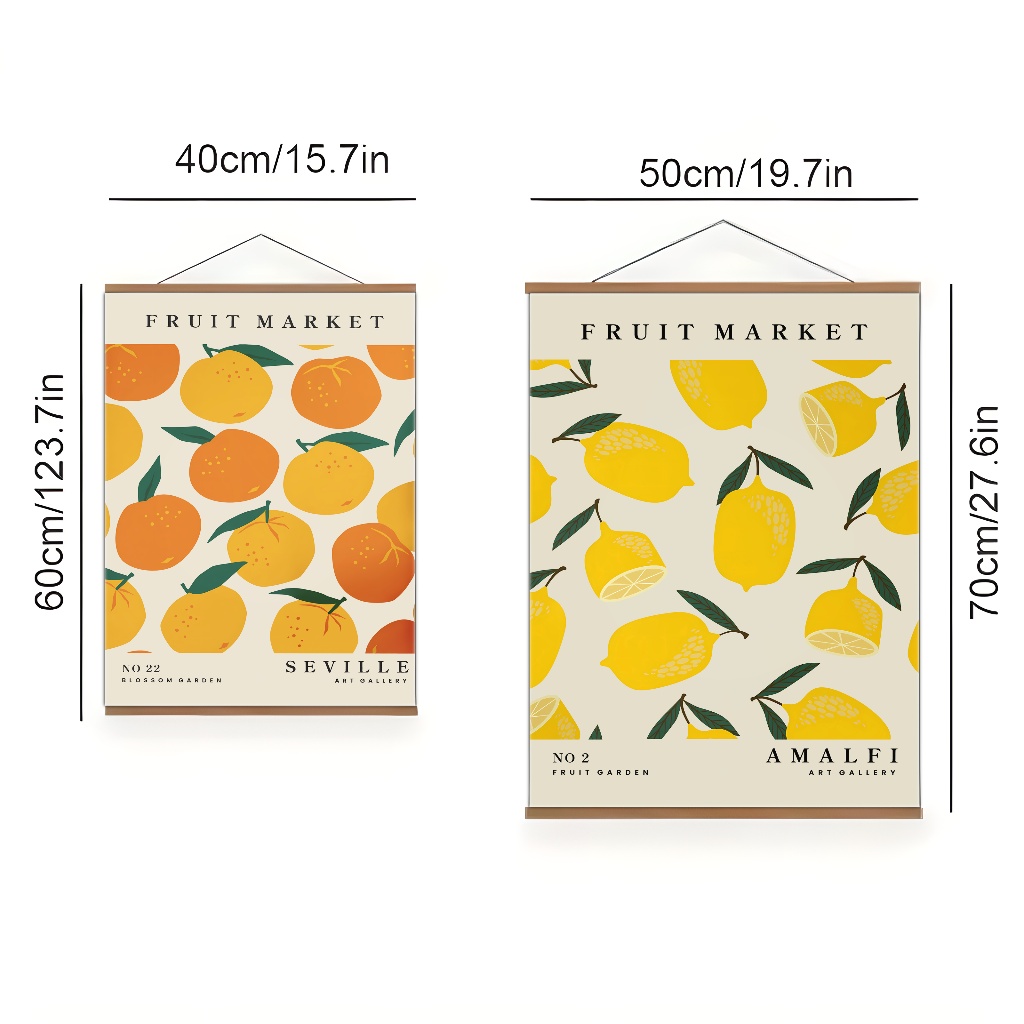 40cm/15.7in
60cm/123.7in
FRUIT MARKET
NO 22
BLOSSOM GARDEN
SEVILLE
ART GALLERY
50cm/19.7in
70cm/27.6in
FRUIT MARKET
NO 2
FRUIT GARDEN
AMALFI
ART GALLERY